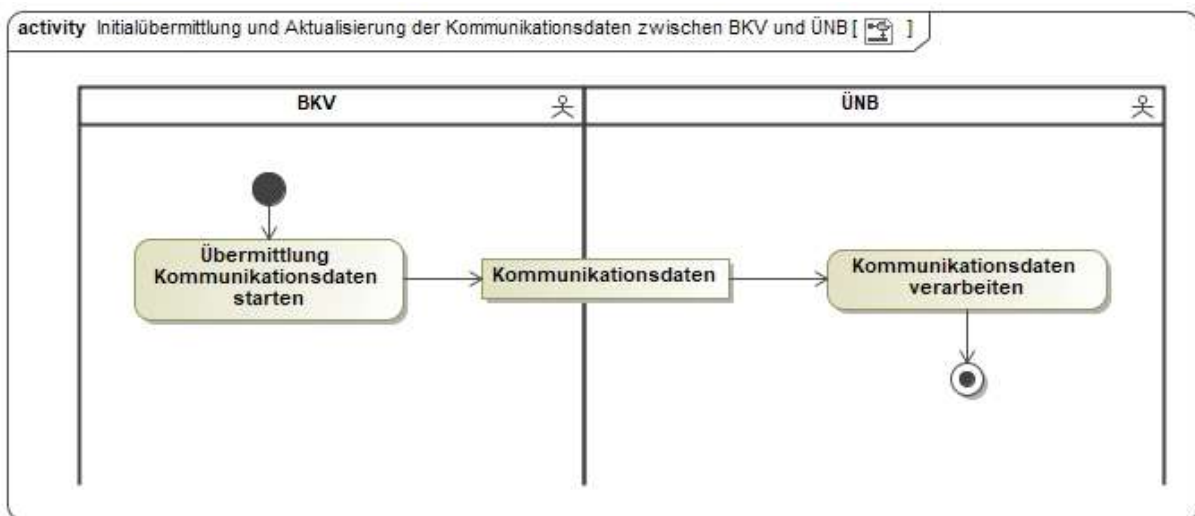 activity Initialübermittlung und Aktualisierung der Kommunikationsdaten zwischen BKV und ÜNB [ ]
BKV
ÜNB
Übermittlung
Kommunikationsdaten
starten
Kommunikationsdaten
Kommunikationsdaten
verarbeiten